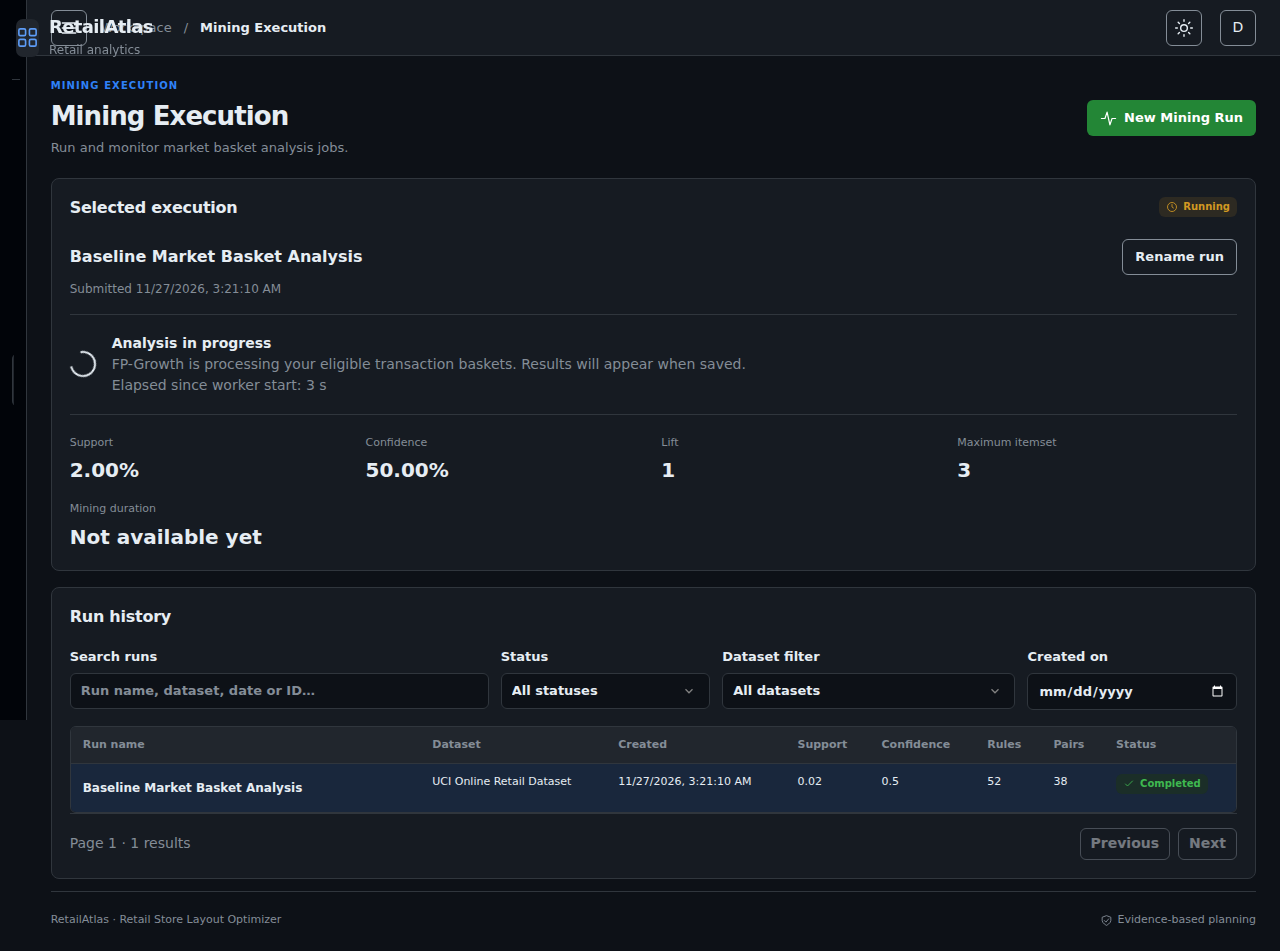 RetailAtlas
Retail analytics
/ Mining Execution
D
MINING EXECUTION
Mining Execution
Run and monitor market basket analysis jobs.
New Mining Run
Selected execution
Running
Baseline Market Basket Analysis
Rename run
Submitted 11/27/2026, 3:21:10 AM
Analysis in progress
FP-Growth is processing your eligible transaction baskets. Results will appear when saved.
Elapsed since worker start: 3 s
Support Confidence Lift Maximum itemset
2.00% 50.00% 1 3
Mining duration
Not available yet
Run history
Search runs Status Dataset filter Created on
Run name, dataset, date or ID… All statuses All datasets mm/dd/yyyy
Run name Dataset Created Support Confidence Rules Pairs Status
Baseline Market Basket Analysis UCI Online Retail Dataset 11/27/2026, 3:21:10 AM 0.02 0.5 52 38 Completed
Page 1 · 1 results
Previous Next
RetailAtlas · Retail Store Layout Optimizer
Evidence-based planning